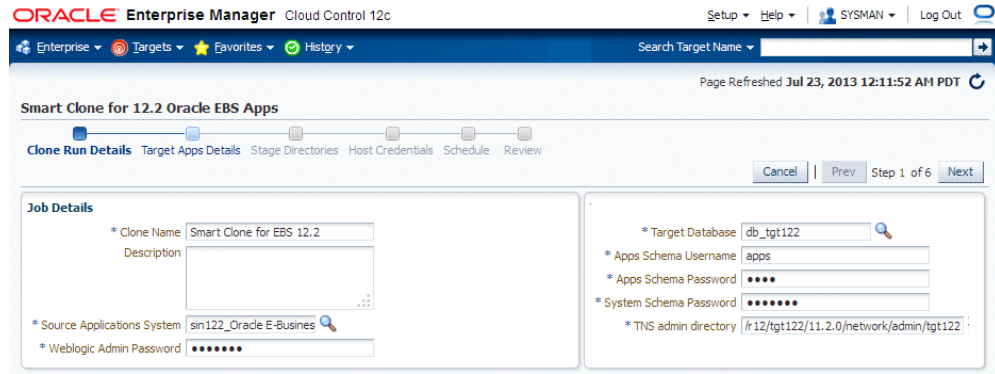 ORACLE Enterprise Manager Cloud Control 12c
Setup Help SYSMAN Log Out
Enterprise Targets Favorites History Search Target Name
Page Refreshed Jul 23, 2013 12:11:52 AM PDT
Smart Clone for 12.2 Oracle EBS Apps
Clone Run Details Target Apps Details Stage Directories Host Credentials Schedule Review
Cancel | Prev Step 1 of 6 Next
Job Details
* Clone Name Smart Clone for EBS 12.2
Description
* Source Applications System sin122_Oracle E-Busines
* Weblogic Admin Password •••••••
* Target Database db_tgt122
* Apps Schema Username apps
* Apps Schema Password ••••
* System Schema Password •••••••
* TNS admin directory /r12/tgt122/11.2.0/network/admin/tgt122